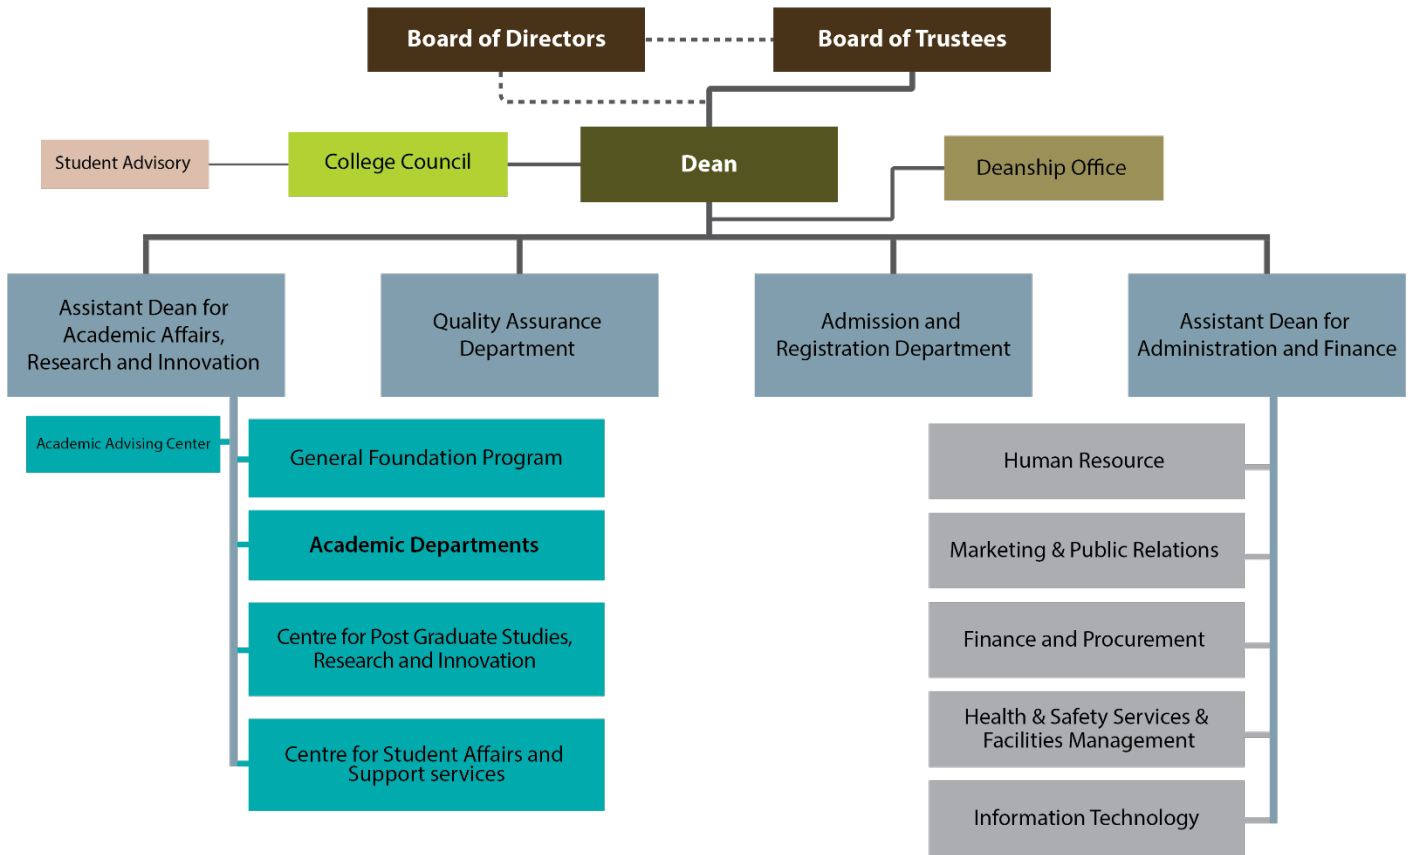 Board of Directors
Board of Trustees
Student Advisory
College Council
Dean
Deanship Office
Assistant Dean for
Academic Affairs,
Research and Innovation
Quality Assurance
Department
Admission and
Registration Department
Assistant Dean for
Administration and Finance
Academic Advising Center
General Foundation Program
Academic Departments
Centre for Post Graduate Studies,
Research and Innovation
Centre for Student Affairs and
Support services
Human Resource
Marketing & Public Relations
Finance and Procurement
Health & Safety Services &
Facilities Management
Information Technology